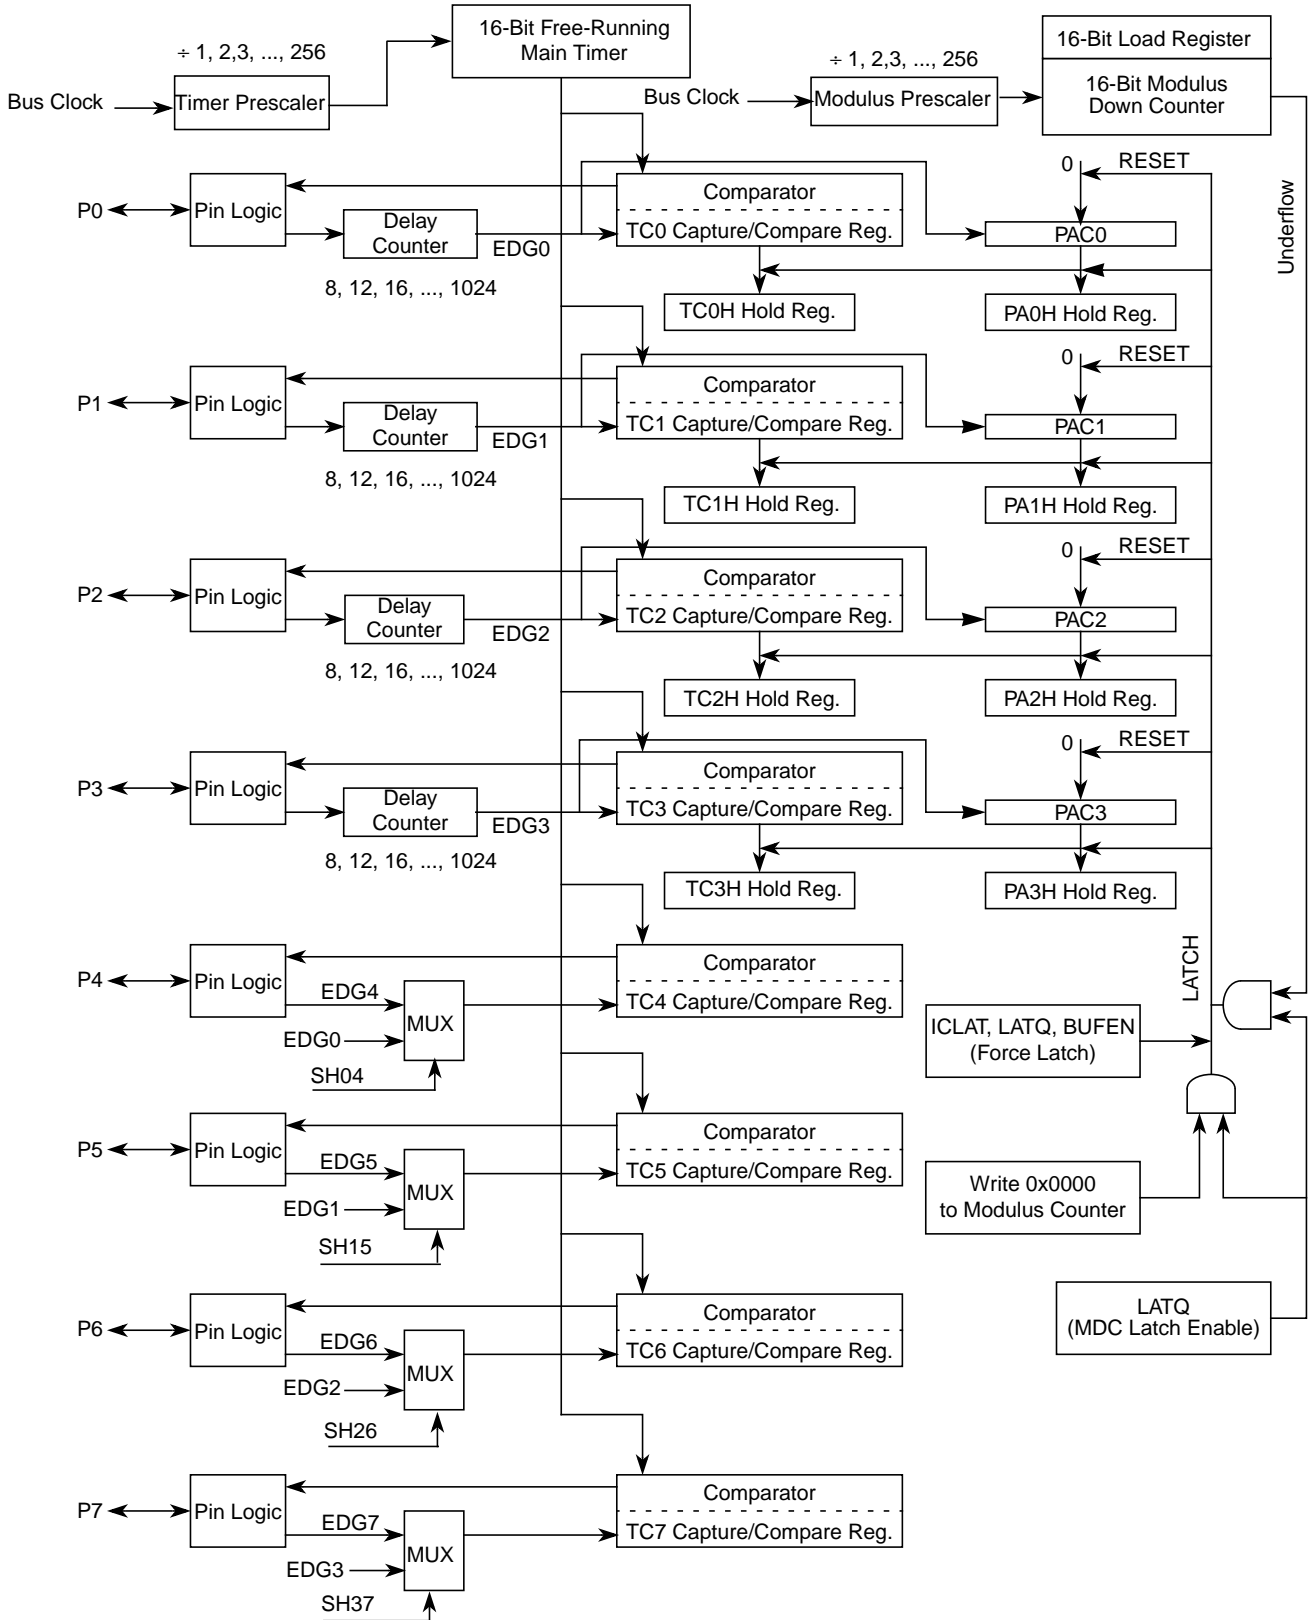 16-Bit Free-Running
Main Timer
16-Bit Load Register
÷ 1, 2,3, ..., 256
÷ 1, 2,3, ..., 256
16-Bit Modulus
Down Counter
Bus Clock
Timer Prescaler
Bus Clock
Modulus Prescaler
Underflow
0
RESET
P0
Pin Logic
Delay
Counter
EDG0
Comparator
TC0 Capture/Compare Reg.
PAC0
8, 12, 16, ..., 1024
TC0H Hold Reg.
PA0H Hold Reg.
0
RESET
P1
Pin Logic
Delay
Counter
EDG1
Comparator
TC1 Capture/Compare Reg.
PAC1
8, 12, 16, ..., 1024
TC1H Hold Reg.
PA1H Hold Reg.
0
RESET
P2
Pin Logic
Delay
Counter
EDG2
Comparator
TC2 Capture/Compare Reg.
PAC2
8, 12, 16, ..., 1024
TC2H Hold Reg.
PA2H Hold Reg.
0
RESET
P3
Pin Logic
Delay
Counter
EDG3
Comparator
TC3 Capture/Compare Reg.
PAC3
8, 12, 16, ..., 1024
TC3H Hold Reg.
PA3H Hold Reg.
P4
Pin Logic
EDG4
EDG0
MUX
SH04
Comparator
TC4 Capture/Compare Reg.
LATCH
ICLAT, LATQ, BUFEN
(Force Latch)
P5
Pin Logic
EDG5
EDG1
MUX
SH15
Comparator
TC5 Capture/Compare Reg.
Write 0x0000
to Modulus Counter
P6
Pin Logic
EDG6
EDG2
MUX
SH26
Comparator
TC6 Capture/Compare Reg.
LATQ
(MDC Latch Enable)
P7
Pin Logic
EDG7
EDG3
MUX
SH37
Comparator
TC7 Capture/Compare Reg.